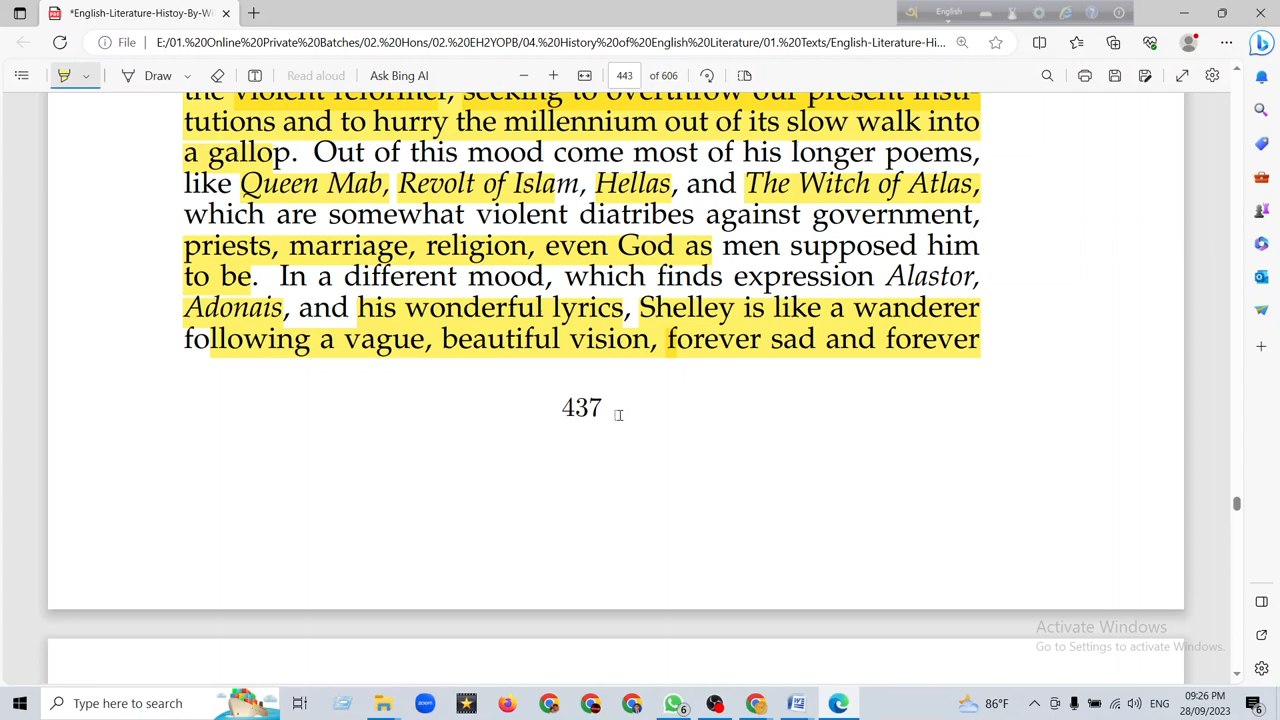 *English-Literature-Histoy-By-Wi
English
File
E:/01.%20Online%20Private%20Batches/02.%20Hons/02.%20EH2YOPB/04.%20History%20of%20English%20Literature/01.%20Texts/English-Literature-Hi...
Draw
Read aloud
Ask Bing AI
443
of 606
the violent reformer, seeking to overthrow our present insti-
tutions and to hurry the millennium out of its slow walk into
a gallop. Out of this mood come most of his longer poems,
like Queen Mab, Revolt of Islam, Hellas, and The Witch of Atlas,
which are somewhat violent diatribes against government,
priests, marriage, religion, even God as men supposed him
to be. In a different mood, which finds expression Alastor,
Adonais, and his wonderful lyrics, Shelley is like a wanderer
following a vague, beautiful vision, forever sad and forever
437
Activate Windows
Go to Settings to activate Windows.
Type here to search
zoom
6
86°F
ENG
09:26 PM
28/09/2023
6